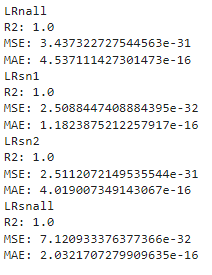 LRnall
R2: 1.0
MSE: 3.437322727544563e-31
MAE: 4.537111427301473e-16
LRsn1
R2: 1.0
MSE: 2.5088447408884395e-32
MAE: 1.1823875212257917e-16
LRsn2
R2: 1.0
MSE: 2.5112072149535544e-31
MAE: 4.019007349143067e-16
LRsnall
R2: 1.0
MSE: 7.120933376377366e-32
MAE: 2.0321707279909635e-16